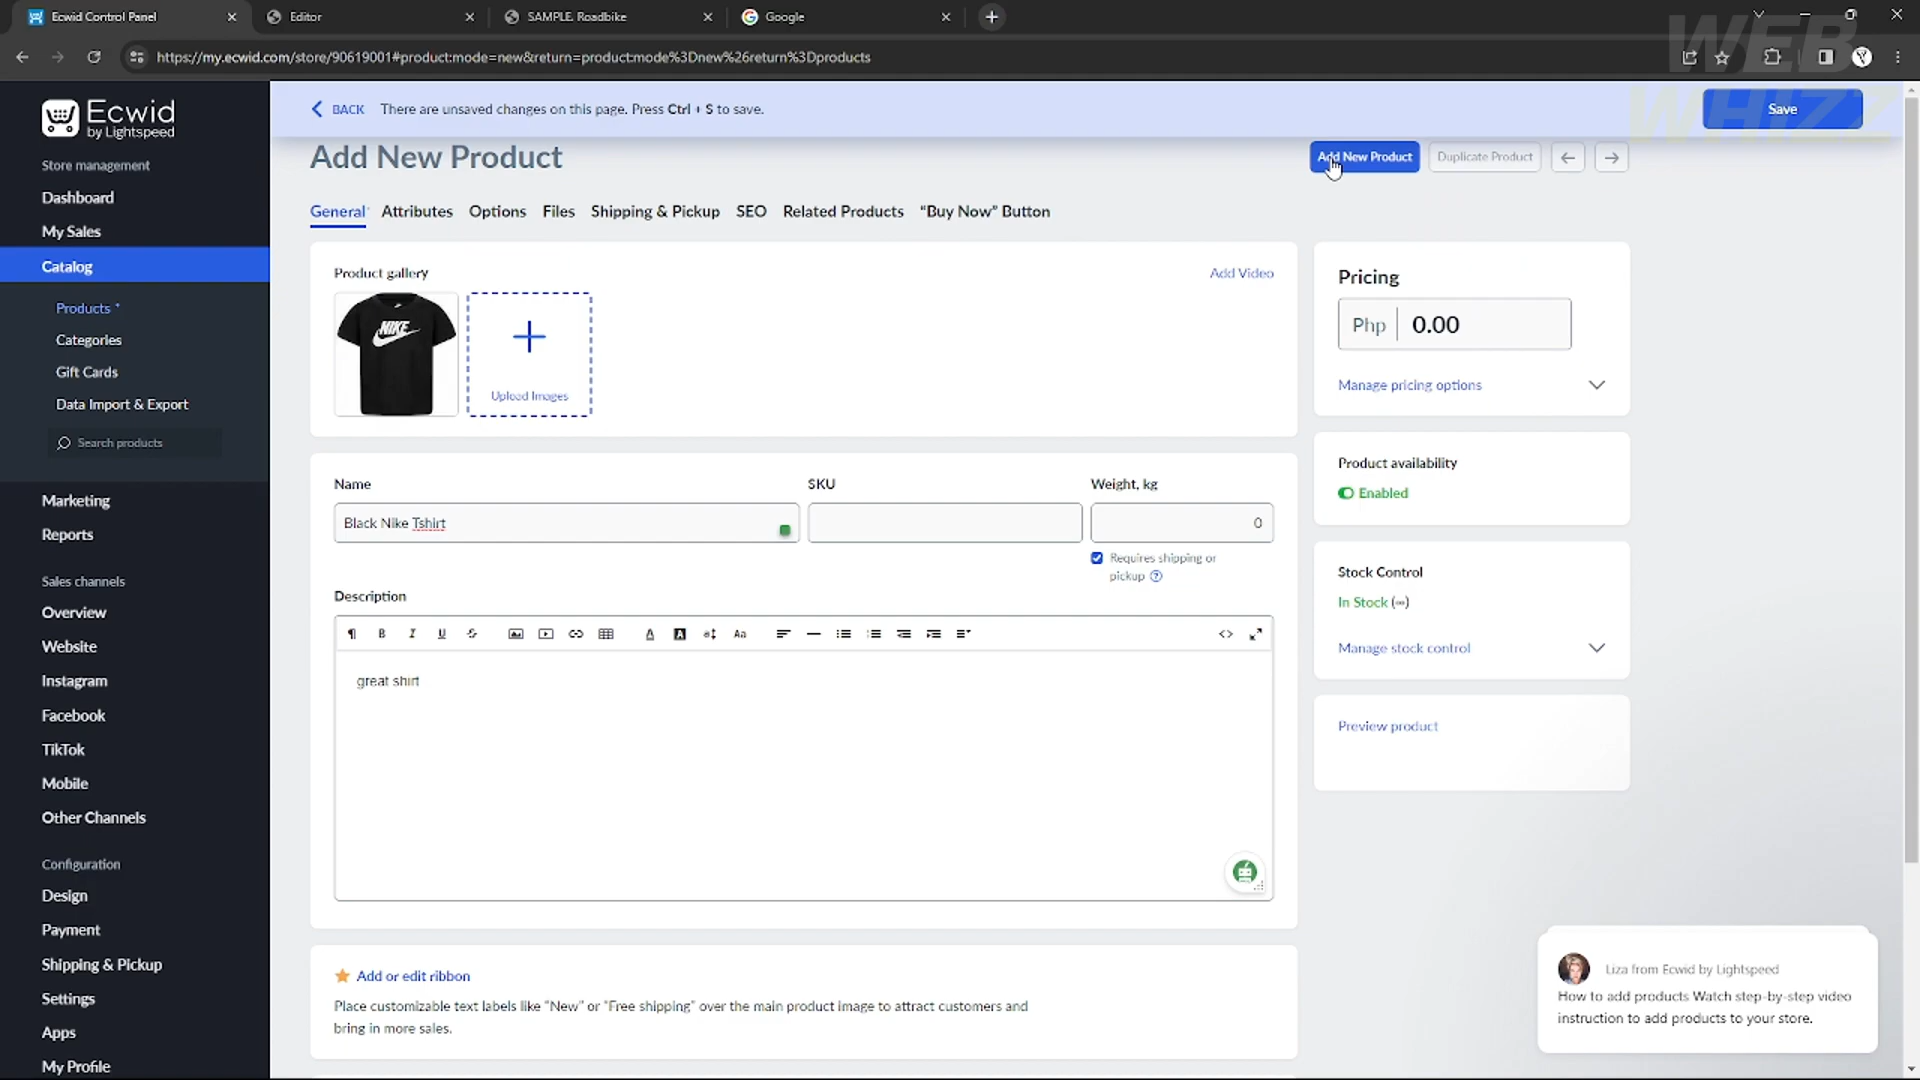 Ecwid Control Panel
Editor
SAMPLE. Roadbike
Google
https://my.ecwid.com/store/90619001#product:mode=new&return=product:mode%3Dnew%26return%3Dproducts
WEB
WHIZZ
Ecwid
by Lightspeed
BACK There are unsaved changes on this page. Press Ctrl + S to save.
Save
Store management
Dashboard
My Sales
Catalog
Products *
Categories
Gift Cards
Data Import & Export
Search products
Marketing
Reports
Sales channels
Overview
Website
Instagram
Facebook
TikTok
Mobile
Other Channels
Configuration
Design
Payment
Shipping & Pickup
Settings
Apps
My Profile
Add New Product
Add New Product
Duplicate Product
General* Attributes Options Files Shipping & Pickup SEO Related Products “Buy Now” Button
Product gallery
Add Video
NIKE
Upload Images
Name
SKU
Weight, kg
Black Nike Tshirt
0
Requires shipping or
pickup ?
Description
great shirt
Add or edit ribbon
Place customizable text labels like “New” or “Free shipping” over the main product image to attract customers and
bring in more sales.
Pricing
Php 0.00
Manage pricing options
Product availability
Enabled
Stock Control
In Stock (∞)
Manage stock control
Preview product
Liza from Ecwid by Lightspeed
How to add products Watch step-by-step video
instruction to add products to your store.